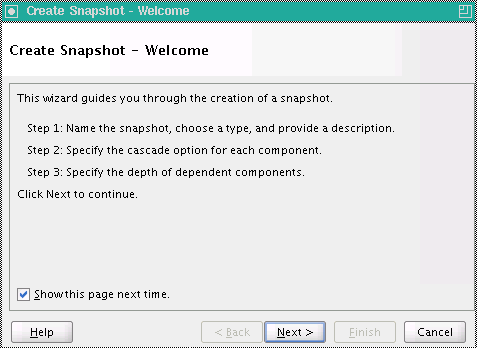 Create Snapshot - Welcome
Create Snapshot - Welcome
This wizard guides you through the creation of a snapshot.
Step 1: Name the snapshot, choose a type, and provide a description.
Step 2: Specify the cascade option for each component.
Step 3: Specify the depth of dependent components.
Click Next to continue.
Show this page next time.
Help < Back Next > Finish Cancel